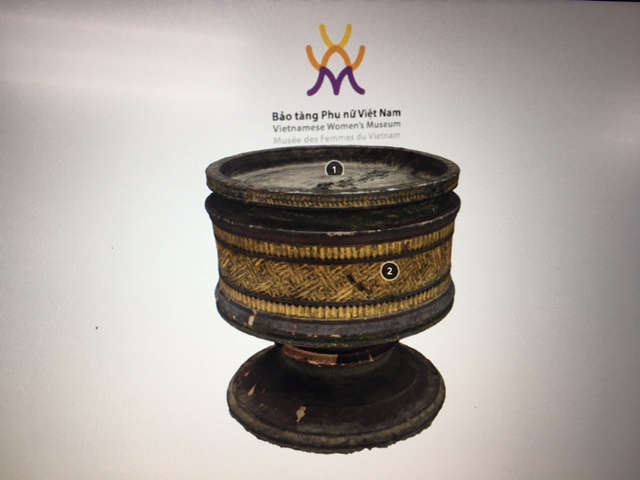 Bảo tàng Phụ nữ Việt Nam
Vietnamese Women's Museum
Musée des Femmes du Vietnam
1
2